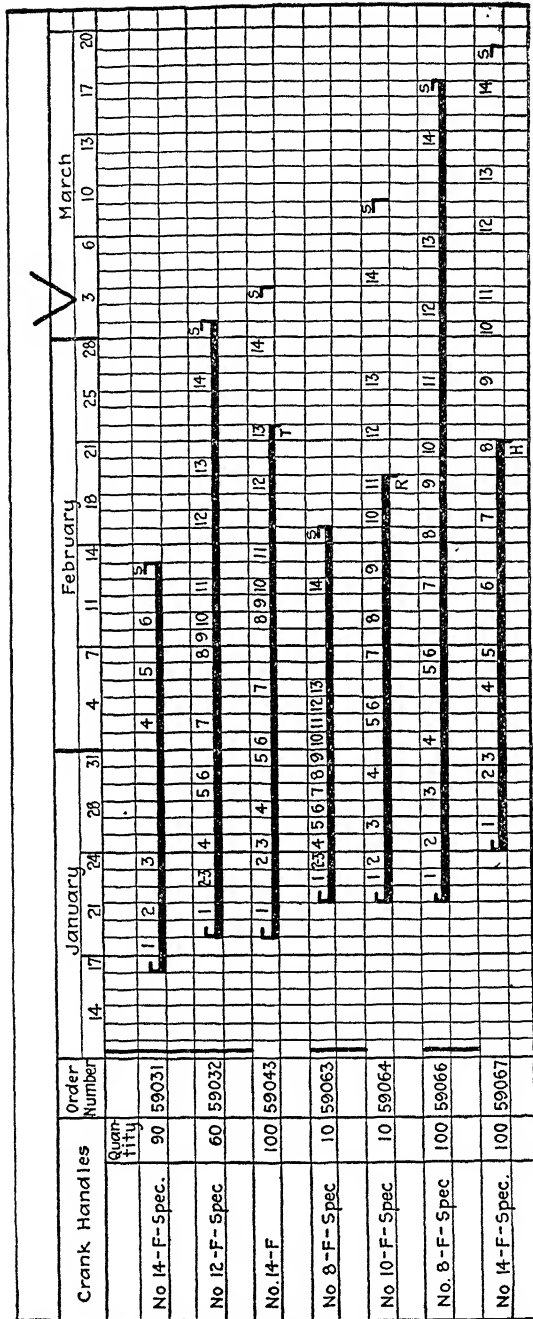 Crank Handles Order Number January February March
Quantity 14 17 21 24 28 31 4 7 11 14 18 21 25 28 3 6 10 13 17 20
No 14-F-Spec. 90 59031 1 2 3 4 5 6 S
No 12-F-Spec 60 59032 1 2-3 4 5 6 7 8 9 10 11 12 13 14 S
No. 14-F 100 59043 1 2 3 4 5 6 7 8 9 10 11 12 13 14 S
T
No 8-F-Spec 10 59063 1 2-3 4 5 6 7 8 9 10 11 12 13 14 S
No 10-F-Spec 10 59064 1 2 3 4 5 6 7 8 9 10 11 12 13 14 S
R
No. 8-F-Spec 100 59066 1 2 3 4 5 6 7 8 9 10 11 12 13 14 S
No 14-F-Spec. 100 59067 1 2 3 4 5 6 7 8 9 10 11 12 13 14 S
H